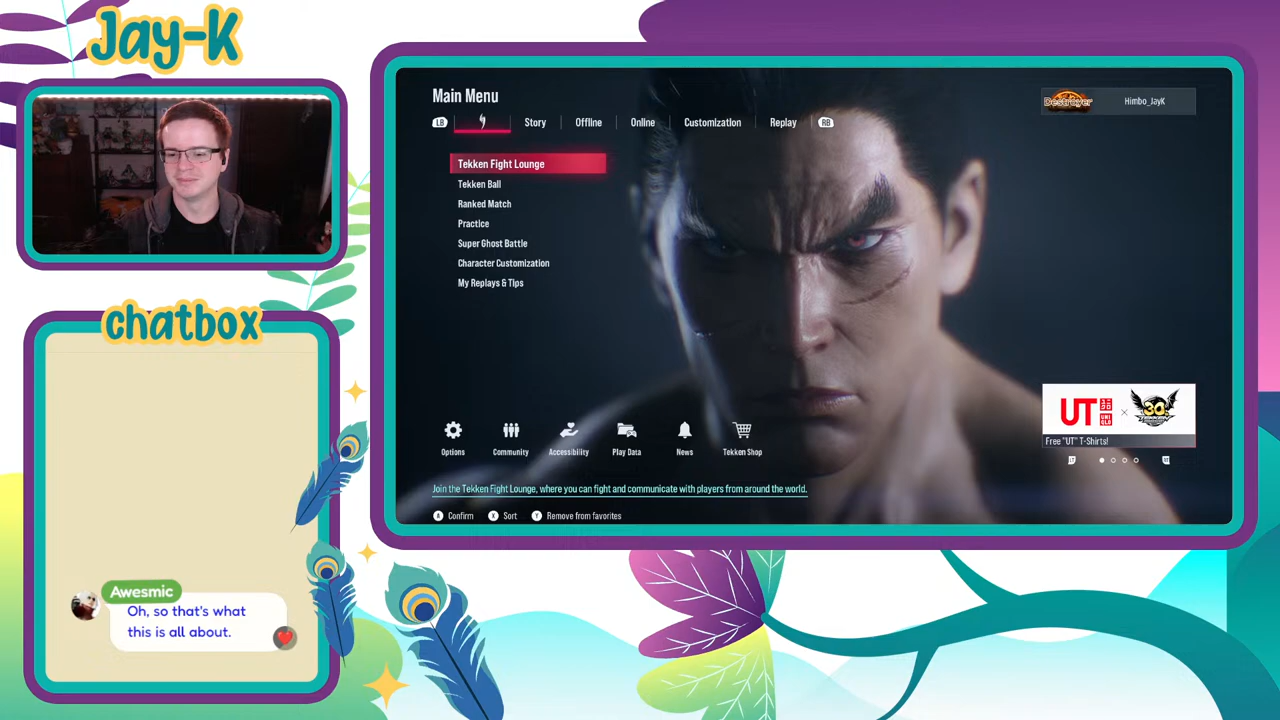 Jay-K
Main Menu
Destroyer
Himbo_JayK
LB
Story
Offline
Online
Customization
Replay
RB
Tekken Fight Lounge
Tekken Ball
Ranked Match
Practice
Super Ghost Battle
Character Customization
My Replays & Tips
chatbox
UT
30
Free "UT" T-Shirts!
Options
Community
Accessibility
Play Data
News
Tekken Shop
Join the Tekken Fight Lounge, where you can fight and communicate with players from around the world.
A Confirm
X Sort
Y Remove from favorites
Awesmic
Oh, so that's what
this is all about.